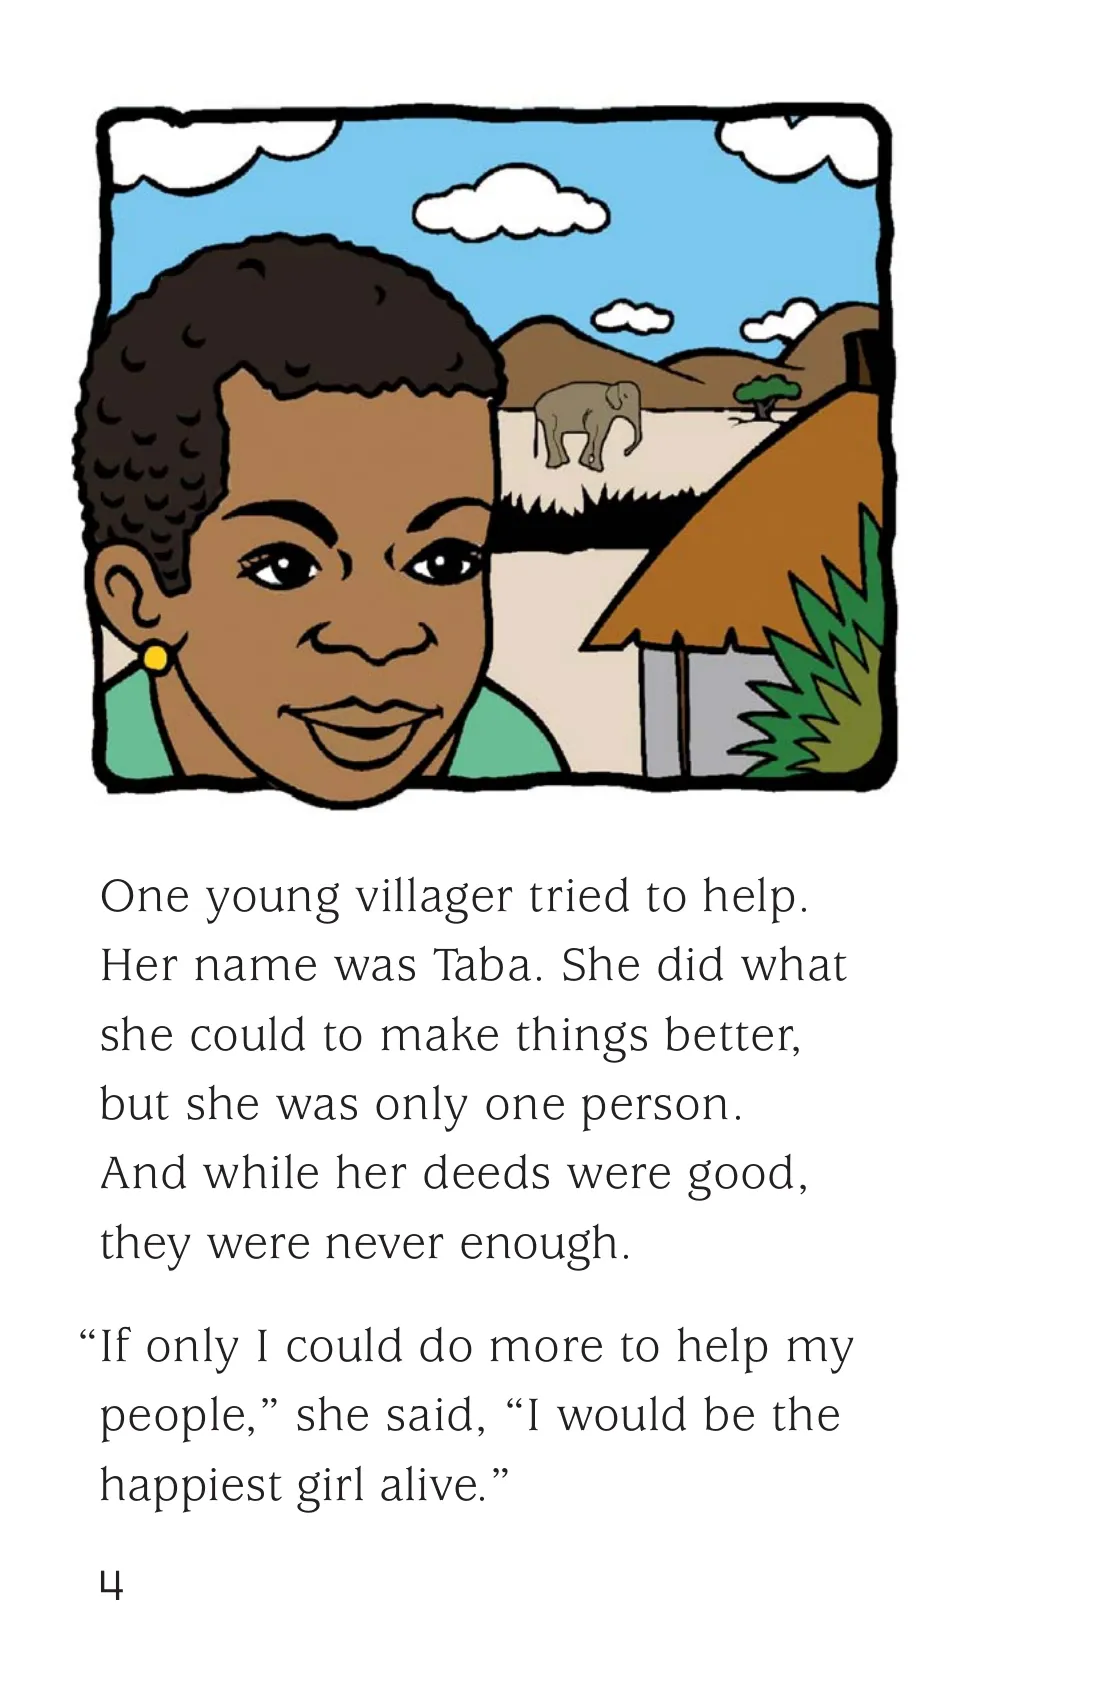 One young villager tried to help.
Her name was Taba. She did what
she could to make things better,
but she was only one person.
And while her deeds were good,
they were never enough.
“If only I could do more to help my
people,” she said, “I would be the
happiest girl alive.”
4